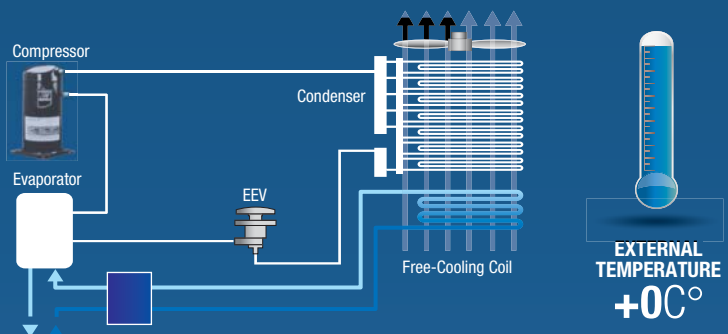 Compressor
Condenser
Evaporator
EEV
Free-Cooling Coil
EXTERNAL
TEMPERATURE
+0C°